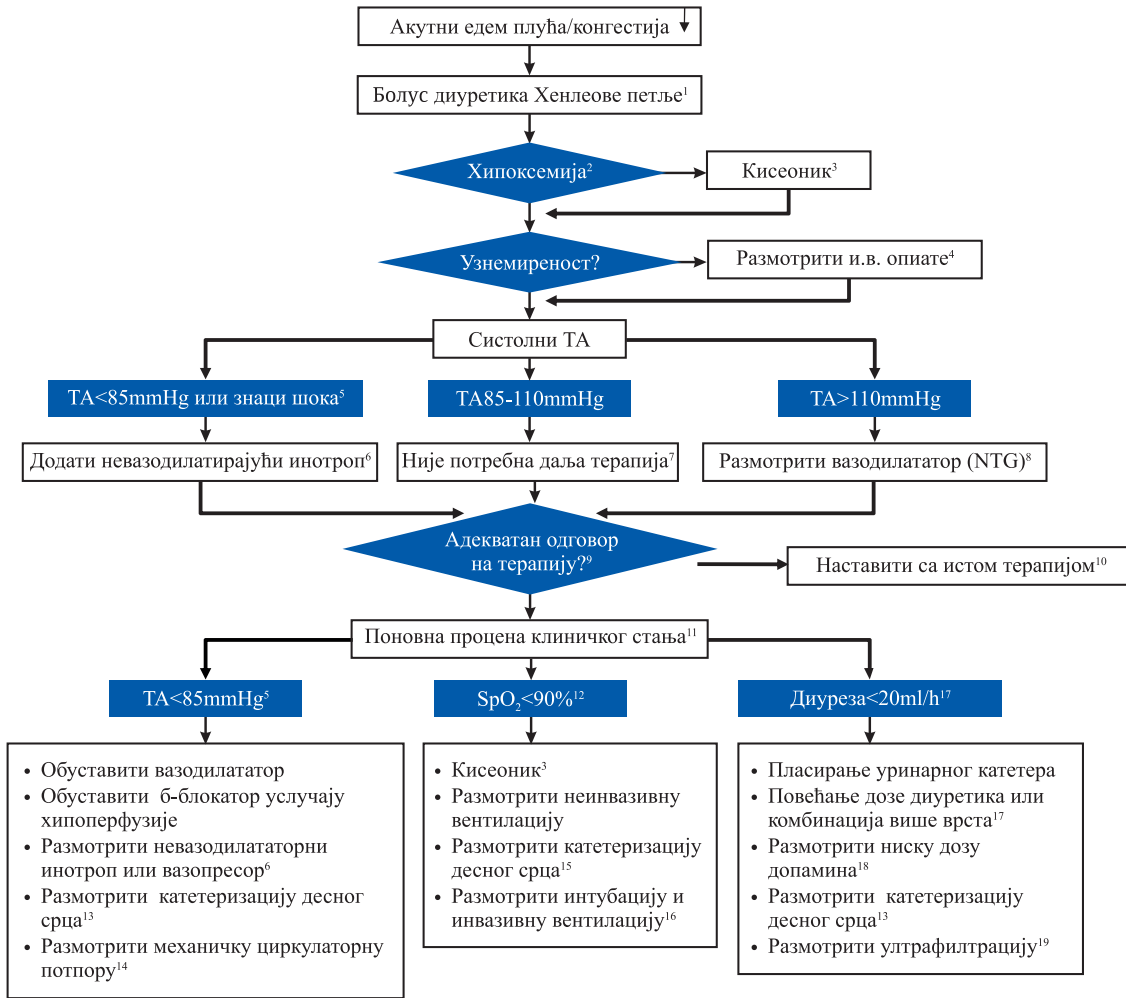 Акутни едем плућа/конгестија
Болус диуретика Хенлеове петље¹
Хипоксемија²
Кисеоник³
Узнемиреност?
Размотрити и.в. опиате⁴
Систолни ТА
ТА<85mmHg или знаци шока⁵
ТА85-110mmHg
ТА>110mmHg
Додати невазодилатирајући инотроп⁶
Није потребна даља терапија⁷
Размотрити вазодилататор (NTG)⁸
Адекватан одговор
на терапију?⁹
Наставити са истом терапијом¹⁰
Поновна процена клиничког стања¹¹
ТА<85mmHg⁵
SpO₂<90%¹²
Диуреза<20ml/h¹⁷
• Обуставити вазодилататор
• Обуставити б-блокатор услучају
хипоперфузије
• Размотрити невазодилататорни
инотроп или вазопресор⁶
• Размотрити катетеризацију десног
срца¹³
• Размотрити механичку циркулаторну
потпору¹⁴
• Кисеоник³
• Размотрити неинвазивну
вентилацију
• Размотрити катетеризацију
десног срца¹⁵
• Размотрити интубацију и
инвазивну вентилацију¹⁶
• Пласирање уринарног катетера
• Повећање дозе диуретика или
комбинација више врста¹⁷
• Размотрити ниску дозу
допамина¹⁸
• Размотрити катетеризацију
десног срца¹³
• Размотрити ултрафилтрацију¹⁹